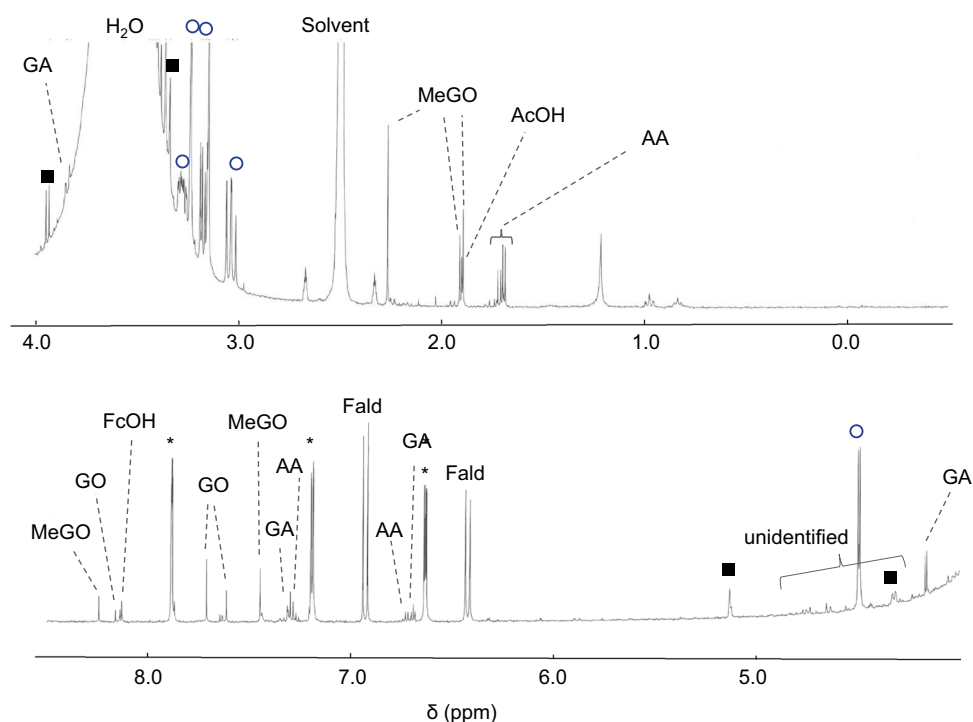 H₂O
Solvent
GA
MeGO
AcOH
AA
4.0 3.0 2.0 1.0 0.0
FcOH
GO
MeGO
*
GO
MeGO
GA
AA
*
Fald
AA
GA
*
*
Fald
unidentified
GA
8.0 7.0 6.0 5.0
δ (ppm)